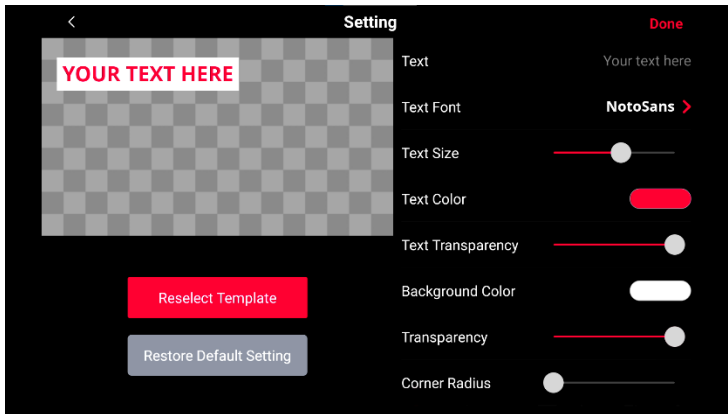 Setting
Done
YOUR TEXT HERE
Reselect Template
Restore Default Setting
Text
Your text here
Text Font
NotoSans
Text Size
Text Color
Text Transparency
Background Color
Transparency
Corner Radius